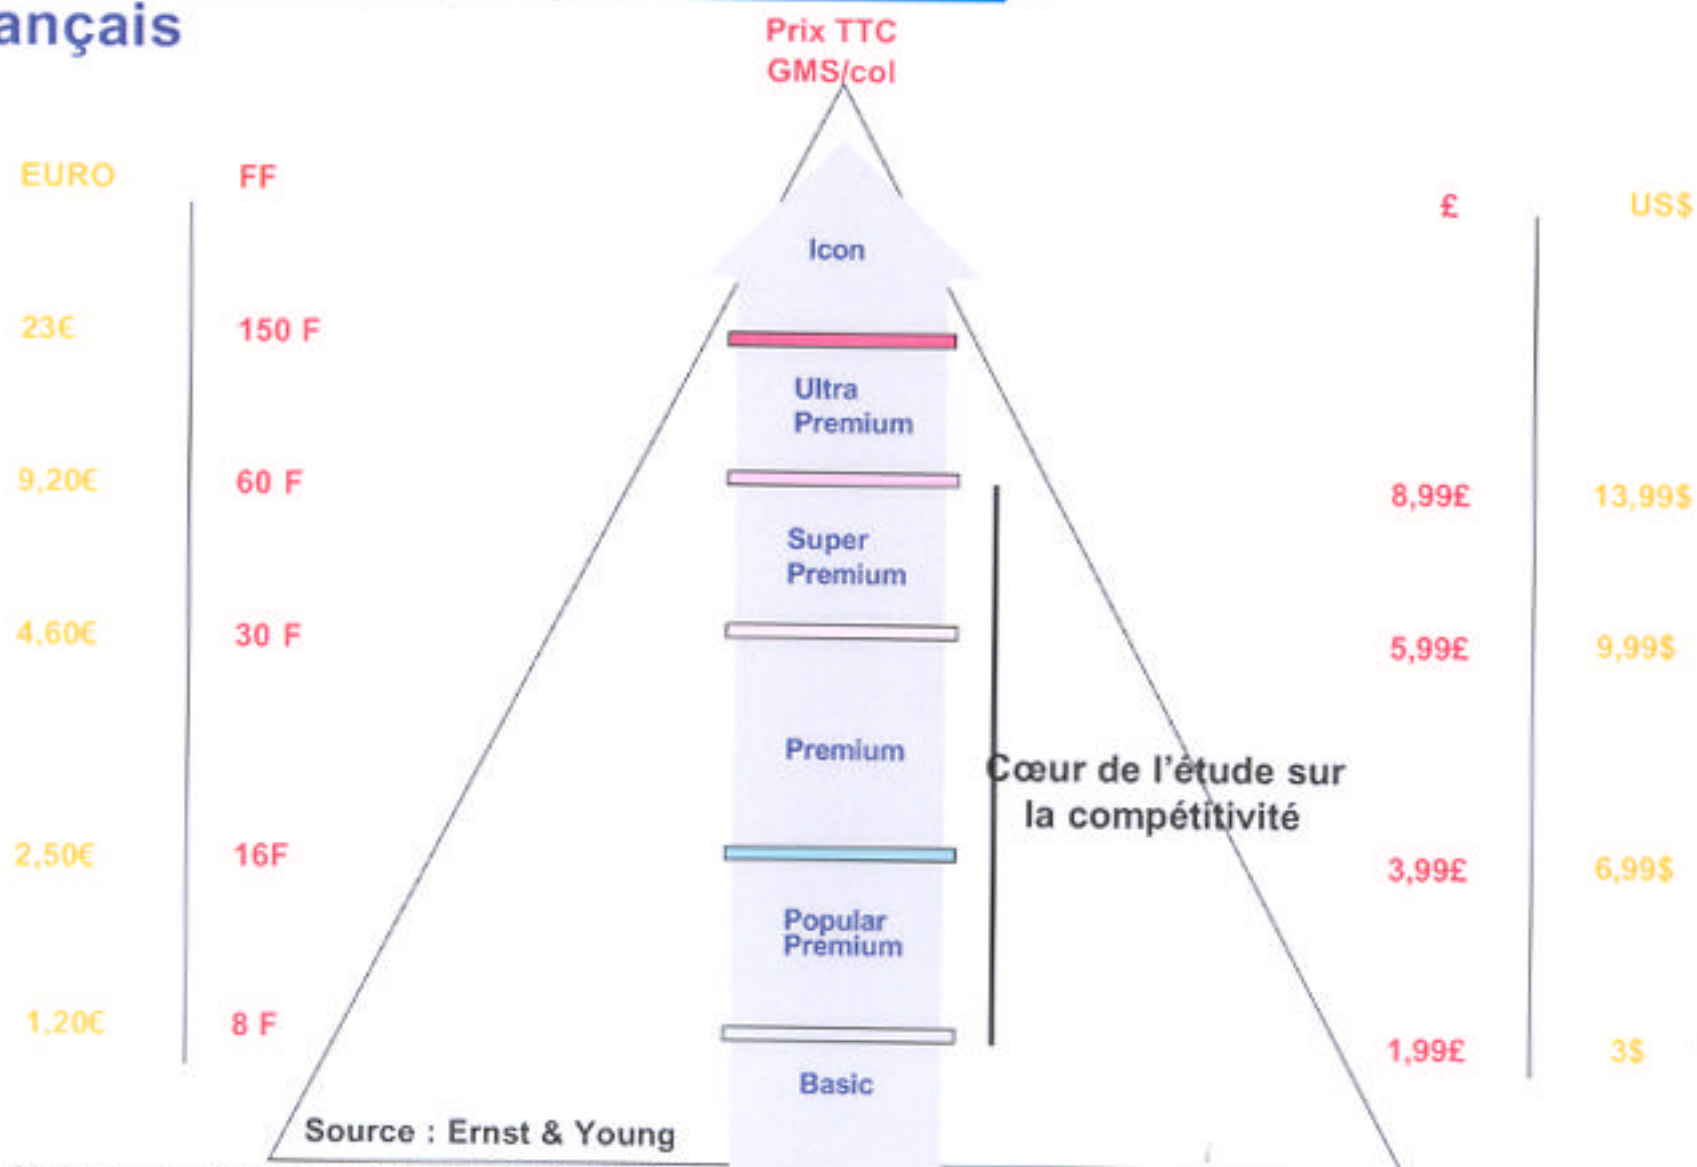 ançais
Prix TTC
GMS/col
EURO
FF
£
US$
Icon
23€
150 F
Ultra
Premium
9,20€
60 F
8,99£
13,99$
Super
Premium
4,60€
30 F
5,99£
9,99$
Premium
Cœur de l'étude sur
la compétitivité
2,50€
16F
3,99£
6,99$
Popular
Premium
1,20€
8 F
1,99£
3$
Basic
Source : Ernst & Young